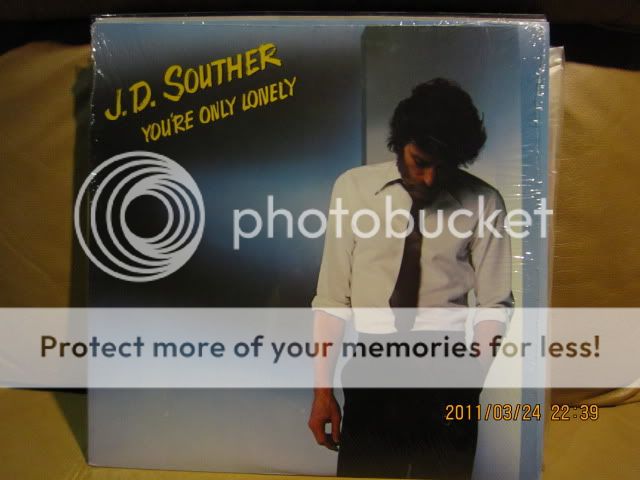 J.D. SOUTHER
YOU'RE ONLY LONELY
photobucket
Protect more of your memories for less!
2011/03/24 22:39